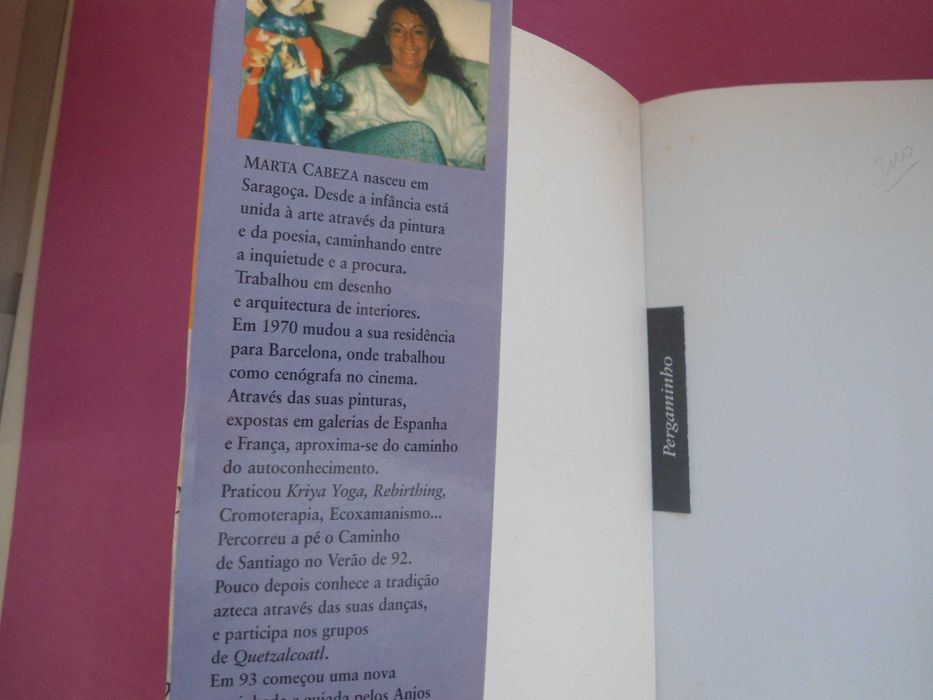 MARTA CABEZA nasceu em
Saragoça. Desde a infância está
unida à arte através da pintura
e da poesia, caminhando entre
a inquietude e a procura.
Trabalhou em desenho
e arquitectura de interiores.
Em 1970 mudou a sua residência
para Barcelona, onde trabalhou
como cenógrafa no cinema.
Através das suas pinturas,
expostas em galerias de Espanha
e França, aproxima-se do caminho
do autoconhecimento.
Praticou Kriya Yoga, Rebirthing,
Cromoterapia, Ecoxamanismo...
Percorreu a pé o Caminho
de Santiago no Verão de 92.
Pouco depois conhece a tradição
azteca através das suas danças,
e participa nos grupos
de Quetzalcoatl.
Em 93 começou uma nova
e guiada pelos Anjos
Pergaminho